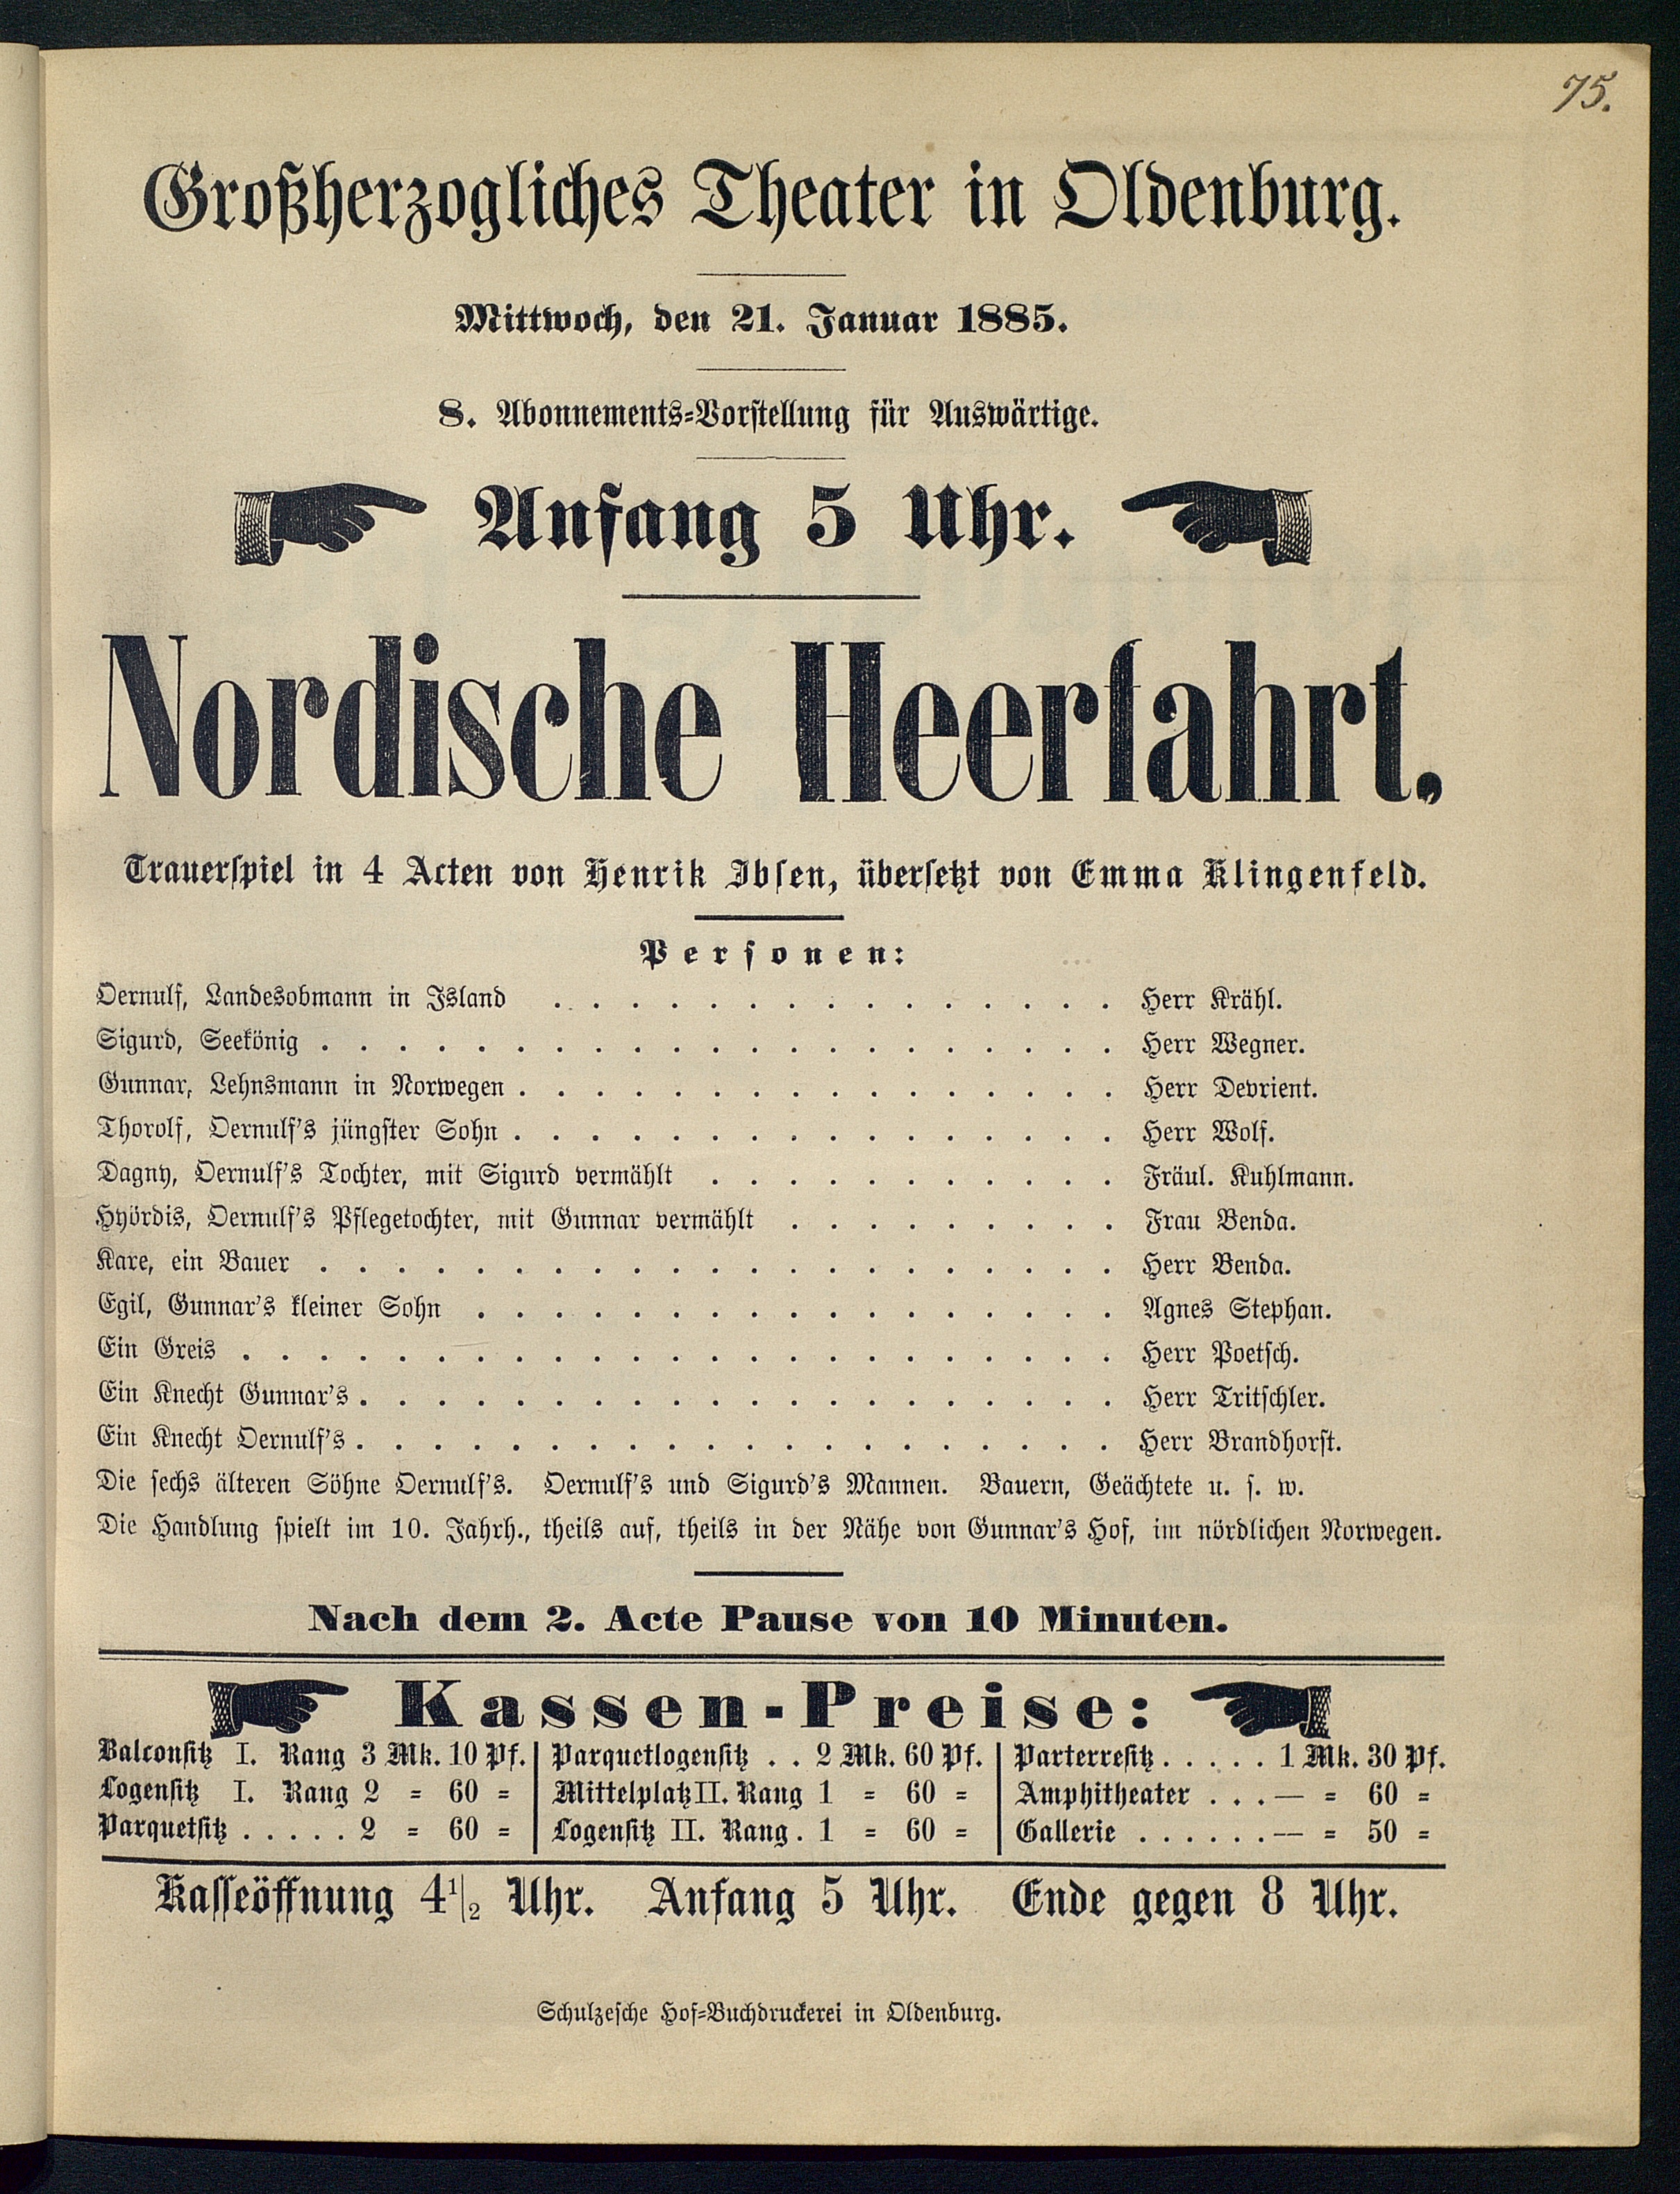 75.
Großherzogliches Theater in Oldenburg.
Mittwoch, den 21. Januar 1885.
8. Abonnements-Vorstellung für Auswärtige.
Anfang 5 Uhr.
Nordische Heerfahrt.
Trauerspiel in 4 Acten von Henrik Ibsen, übersetzt von Emma Klingenfeld.
Personen:
Oernulf, Landesobmann in Island . . . . . . . . . . . . . . . Herr Krähl.
Sigurd, Seekönig . . . . . . . . . . . . . . . . . . . . . Herr Wegner.
Gunnar, Lehnsmann in Norwegen . . . . . . . . . . . . . . . . Herr Devrient.
Thorolf, Oernulf's jüngster Sohn . . . . . . . . . . . . . . . . Herr Wolf.
Dagny, Oernulf's Tochter, mit Sigurd vermählt . . . . . . . . . . . Fräul. Kuhlmann.
Hyördis, Oernulf's Pflegetochter, mit Gunnar vermählt . . . . . . . . . Frau Benda.
Kare, ein Bauer . . . . . . . . . . . . . . . . . . . . . Herr Benda.
Egil, Gunnar's kleiner Sohn . . . . . . . . . . . . . . . . . Agnes Stephan.
Ein Greis . . . . . . . . . . . . . . . . . . . . . . . Herr Poetsch.
Ein Knecht Gunnar's . . . . . . . . . . . . . . . . . . . . Herr Tritschler.
Ein Knecht Oernulf's . . . . . . . . . . . . . . . . . . . . Herr Brandhorst.
Die sechs älteren Söhne Oernulf's. Oernulf's und Sigurd's Mannen. Bauern, Geächtete u. s. w.
Die Handlung spielt im 10. Jahrh., theils auf, theils in der Nähe von Gunnar's Hof, im nördlichen Norwegen.
Nach dem 2. Acte Pause von 10 Minuten.
Kassen-Preise:
Balconsitz I. Rang 3 Mk. 10 Pf. | Parquetlogensitz . . 2 Mk. 60 Pf. | Parterresitz . . . . . 1 Mk. 30 Pf.
Logensitz I. Rang 2 = 60 = | Mittelplatz II. Rang 1 = 60 = | Amphitheater . . . — = 60 =
Parquetsitz . . . . . 2 = 60 = | Logensitz II. Rang . 1 = 60 = | Gallerie . . . . . . — = 50 =
Kasseöffnung 4 1/2 Uhr. Anfang 5 Uhr. Ende gegen 8 Uhr.
Schulzesche Hof-Buchdruckerei in Oldenburg.